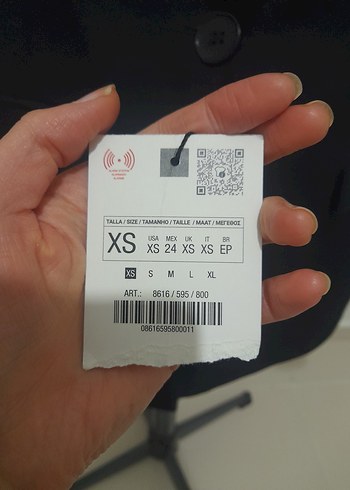 TALLA / SIZE / TAMANHO / TAILLE / MAAT / ΜΕΓΕΘΟΣ
XS
USA MEX UK IT BR
XS 24 XS XS EP
XS S M L XL
ART.: 8616 / 595 / 800
08616595800011